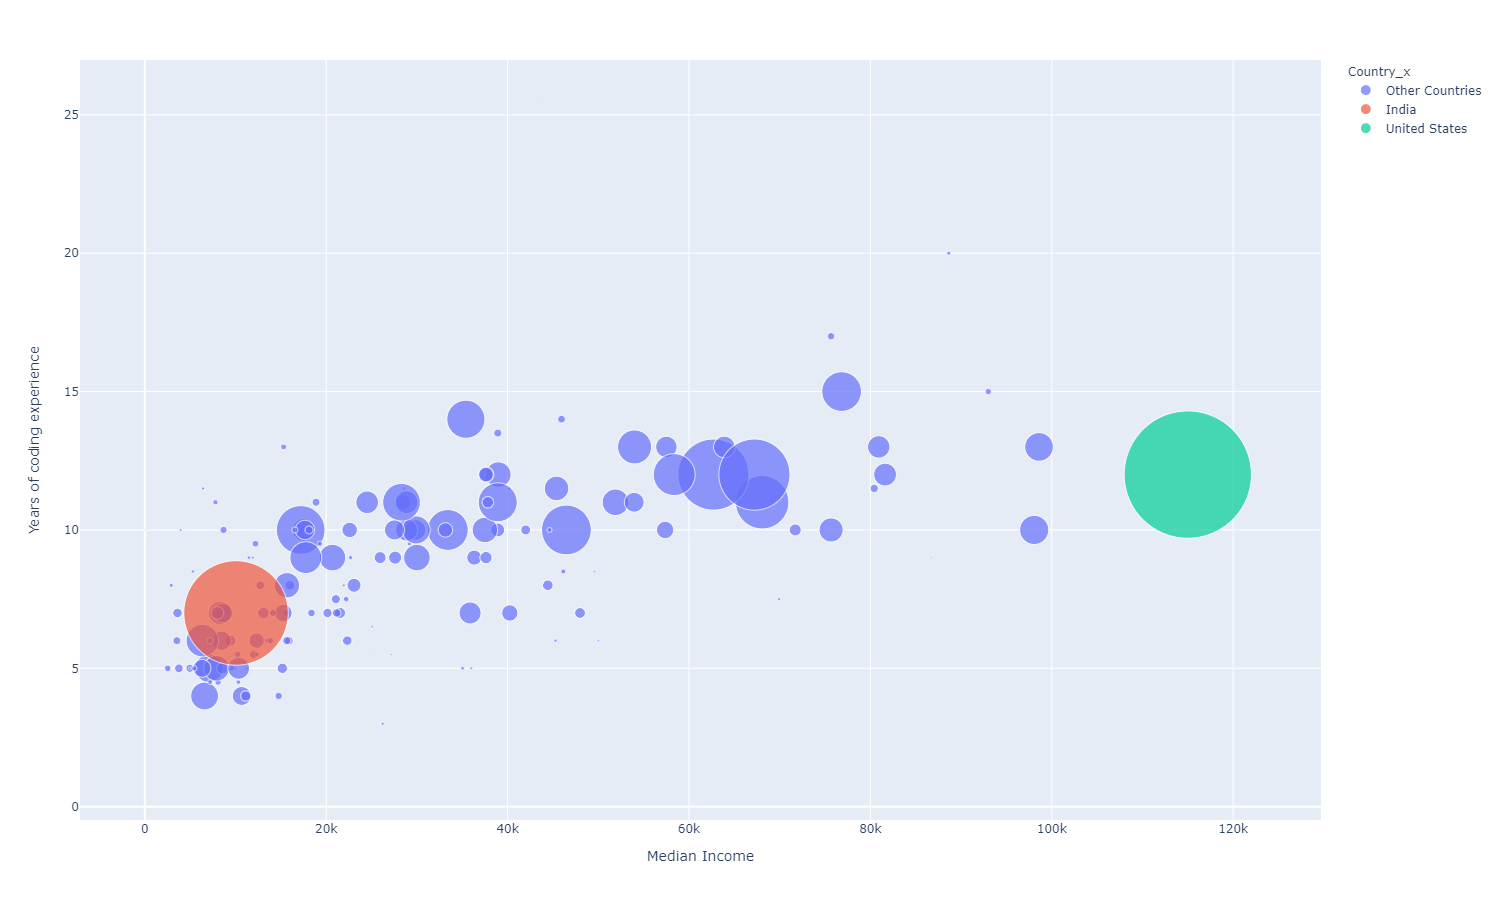 Country_x
Other Countries
India
United States
25
20
15
10
5
0
Years of coding experience
0
20k
40k
60k
80k
100k
120k
Median Income